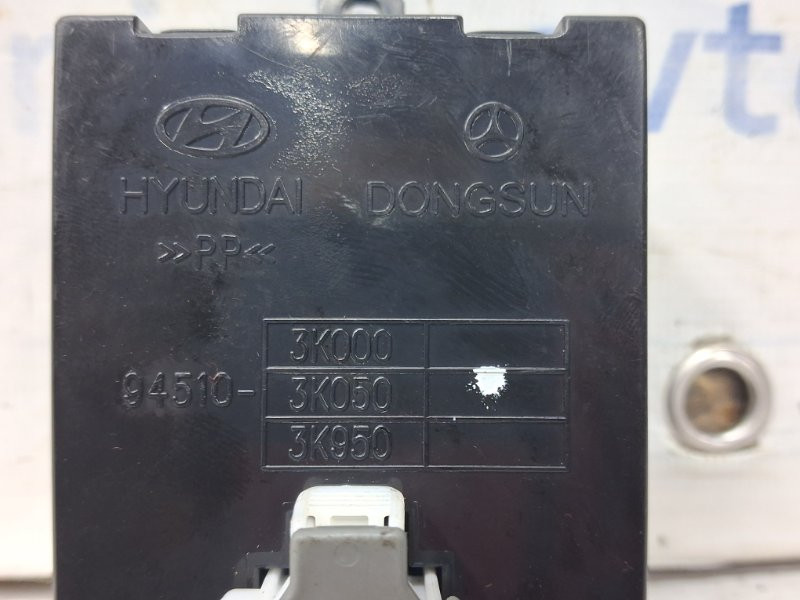 HYUNDAI DONGSUN
>>PP<<
3K000
94510- 3K050
3K950